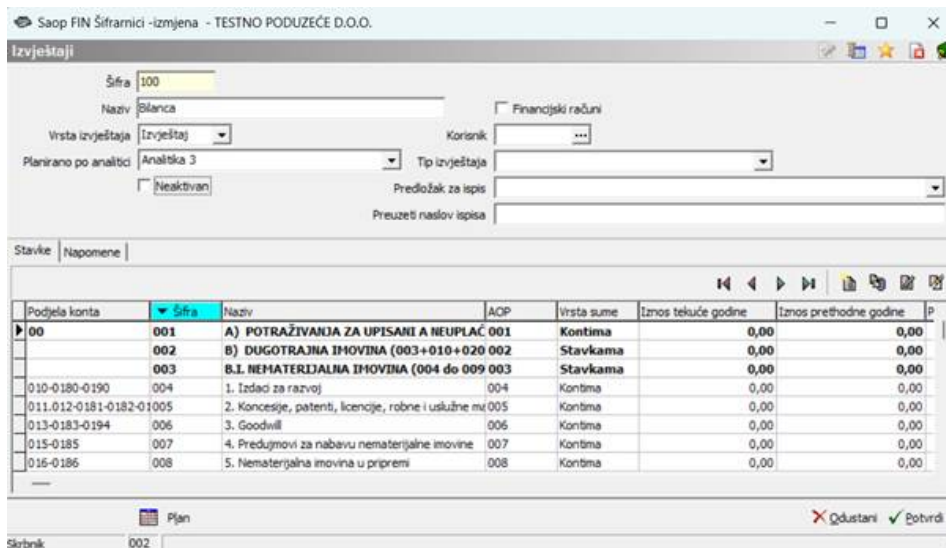 Saop FIN Šifrarnici -izmjena - TESTNO PODUZEĆE D.O.O.
Izvještaji
Šifra 100
Naziv Bilanca Financijski računi
Vrsta izvještaja Izvještaj Korisnik ...
Planirano po analitici Analitika 3 Tip izvještaja
Neaktivan Predložak za ispis
Preuzeti naslov ispisa
Stavke Napomene
Podjela konta Šifra Naziv AOP Vrsta sume Iznos tekuće godine Iznos prethodne godine P
00 001 A) POTRAŽIVANJA ZA UPISANI A NEUPLAĆ 001 Kontima 0,00 0,00
002 B) DUGOTRAJNA IMOVINA (003+010+020 002 Stavkama 0,00 0,00
003 B.I. NEMATERIJALNA IMOVINA (004 do 009 003 Stavkama 0,00 0,00
010-0180-0190 004 1. Izdaci za razvoj 004 Kontima 0,00 0,00
011.012-0181-0182-01 005 2. Koncesije, patenti, licencije, robne i uslužne ma 005 Kontima 0,00 0,00
013-0183-0194 006 3. Goodwill 006 Kontima 0,00 0,00
015-0185 007 4. Predujmovi za nabavu nematerijalne imovine 007 Kontima 0,00 0,00
016-0186 008 5. Nematerijalna imovina u pripremi 008 Kontima 0,00 0,00
Plan Odustani Potvrdi
Skrbnik 002